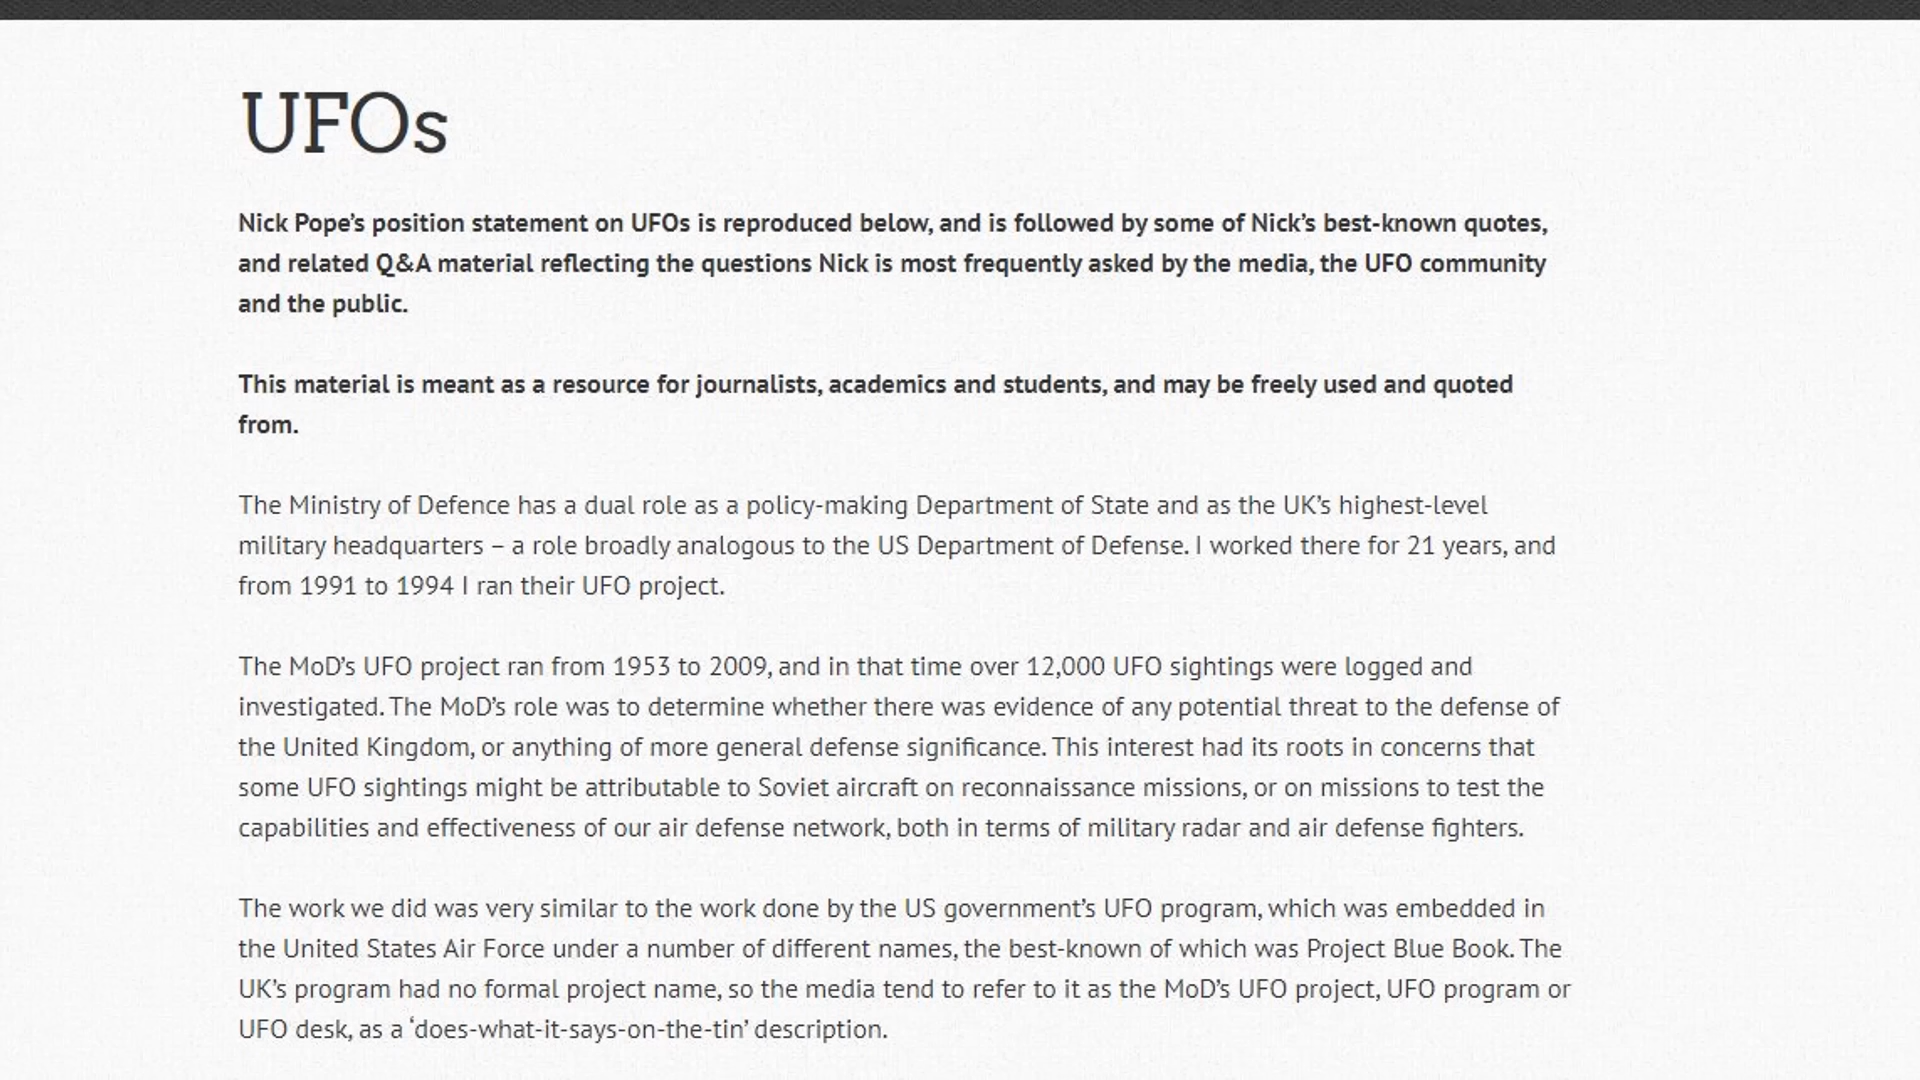 UFOs
Nick Pope’s position statement on UFOs is reproduced below, and is followed by some of Nick’s best-known quotes,
and related Q&A material reflecting the questions Nick is most frequently asked by the media, the UFO community
and the public.
This material is meant as a resource for journalists, academics and students, and may be freely used and quoted
from.
The Ministry of Defence has a dual role as a policy-making Department of State and as the UK’s highest-level
military headquarters – a role broadly analogous to the US Department of Defense. I worked there for 21 years, and
from 1991 to 1994 I ran their UFO project.
The MoD’s UFO project ran from 1953 to 2009, and in that time over 12,000 UFO sightings were logged and
investigated. The MoD’s role was to determine whether there was evidence of any potential threat to the defense of
the United Kingdom, or anything of more general defense significance. This interest had its roots in concerns that
some UFO sightings might be attributable to Soviet aircraft on reconnaissance missions, or on missions to test the
capabilities and effectiveness of our air defense network, both in terms of military radar and air defense fighters.
The work we did was very similar to the work done by the US government’s UFO program, which was embedded in
the United States Air Force under a number of different names, the best-known of which was Project Blue Book. The
UK’s program had no formal project name, so the media tend to refer to it as the MoD’s UFO project, UFO program or
UFO desk, as a ‘does-what-it-says-on-the-tin’ description.